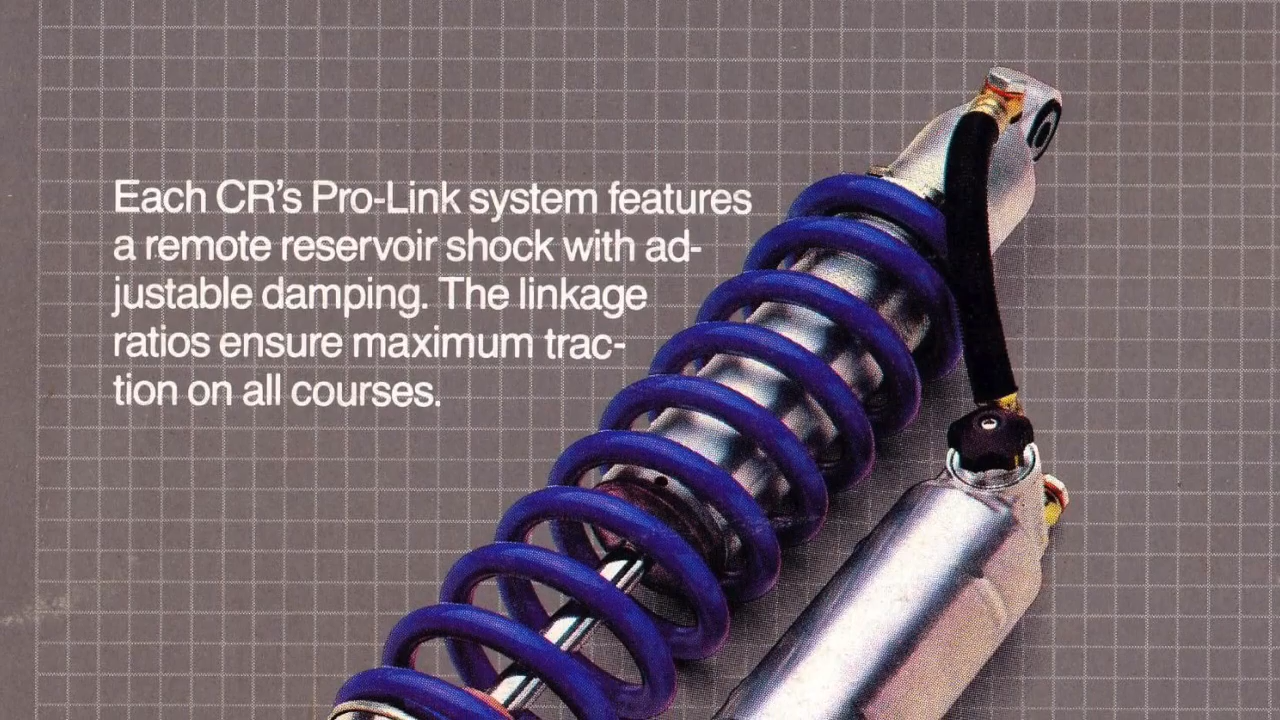 Each CR's Pro-Link system features
a remote reservoir shock with ad-
justable damping. The linkage
ratios ensure maximum trac-
tion on all courses.